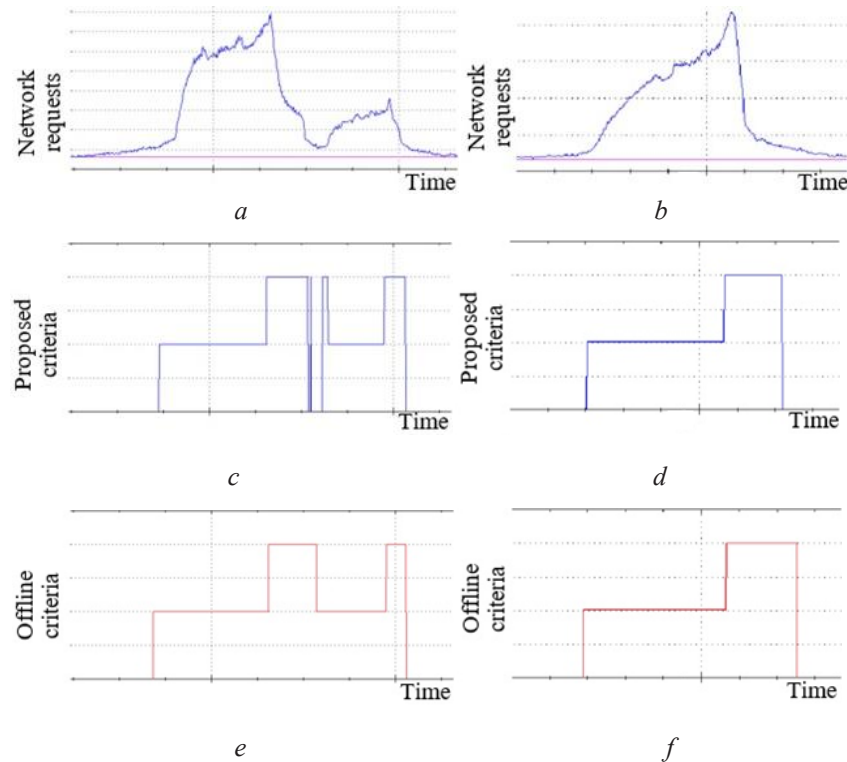 Network
requests
Time
a
Network
requests
Time
b
Proposed
criteria
Time
c
Proposed
criteria
Time
d
Offline
criteria
Time
e
Offline
criteria
Time
f